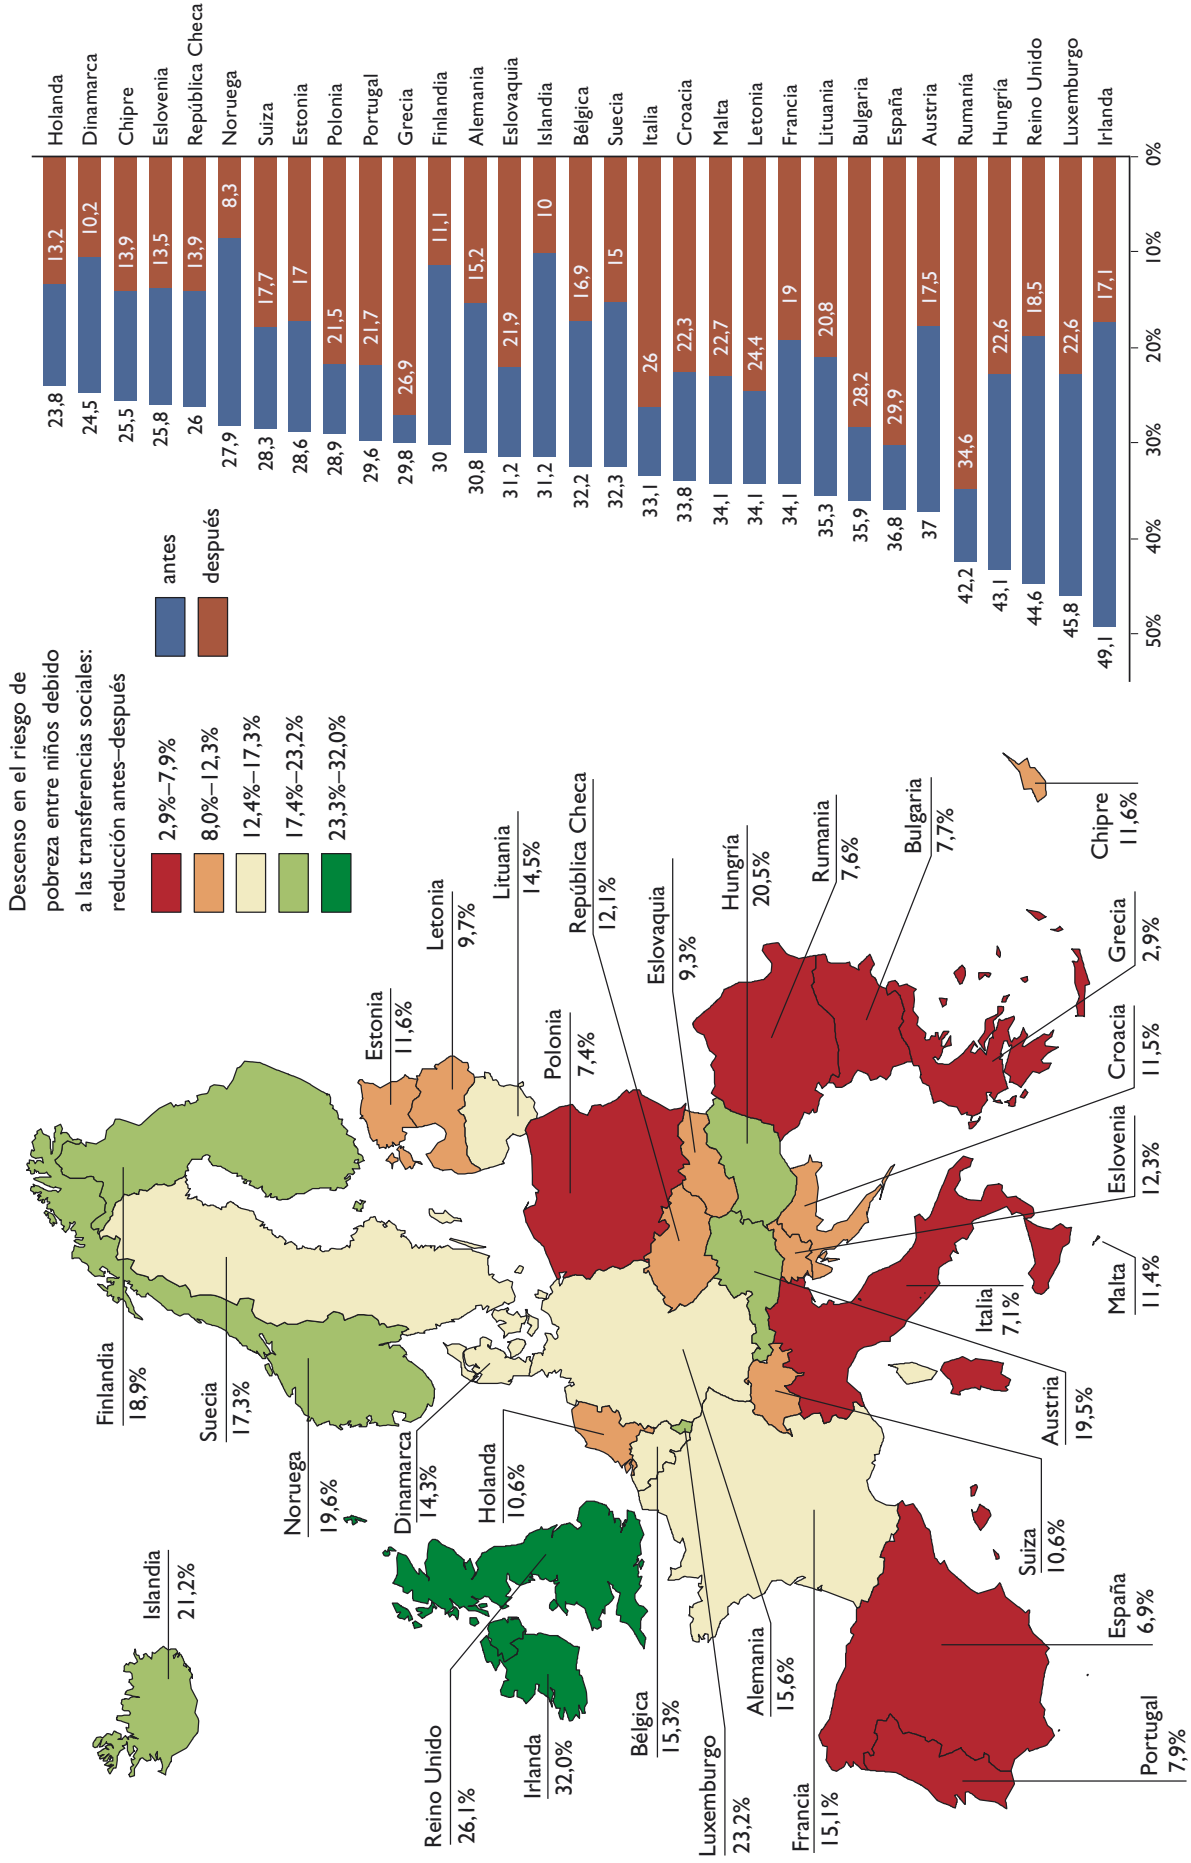 Descenso en el riesgo de
pobreza entre niños debido
a las transferencias sociales:
reducción antes–después
2,9%–7,9%
8,0%–12,3%
12,4%–17,3%
17,4%–23,2%
23,3%–32,0%
antes
después
Islandia
21,2%
Noruega
19,6%
Suecia
17,3%
Finlandia
18,9%
Estonia
11,6%
Letonia
9,7%
Lituania
14,5%
Dinamarca
14,3%
Holanda
10,6%
Reino Unido
26,1%
Irlanda
32,0%
Bélgica
15,3%
Luxemburgo
23,2%
Alemania
15,6%
Francia
15,1%
Polonia
7,4%
República Checa
12,1%
Eslovaquia
9,3%
Hungría
20,5%
Rumania
7,6%
Bulgaria
7,7%
Chipre
11,6%
Grecia
2,9%
Croacia
11,5%
Eslovenia
12,3%
Malta
11,4%
Italia
7,1%
Austria
19,5%
Suiza
10,6%
España
6,9%
Portugal
7,9%
23,8 13,2 Holanda
24,5 10,2 Dinamarca
25,5 13,9 Chipre
25,8 13,5 Eslovenia
26 13,9 República Checa
27,9 8,3 Noruega
28,3 17,7 Suiza
28,6 17 Estonia
28,9 21,5 Polonia
29,6 21,7 Portugal
29,8 26,9 Grecia
30 11,1 Finlandia
30,8 15,2 Alemania
31,2 21,9 Eslovaquia
31,2 10 Islandia
32,2 16,9 Bélgica
32,3 15 Suecia
33,1 26 Italia
33,8 22,3 Croacia
34,1 22,7 Malta
34,1 24,4 Letonia
34,1 19 Francia
35,3 20,8 Lituania
35,9 28,2 Bulgaria
36,8 29,9 España
37 17,5 Austria
42,2 34,6 Rumanía
43,1 22,6 Hungría
44,6 18,5 Reino Unido
45,8 22,6 Luxemburgo
49,1 17,1 Irlanda
50% 40% 30% 20% 10% 0%